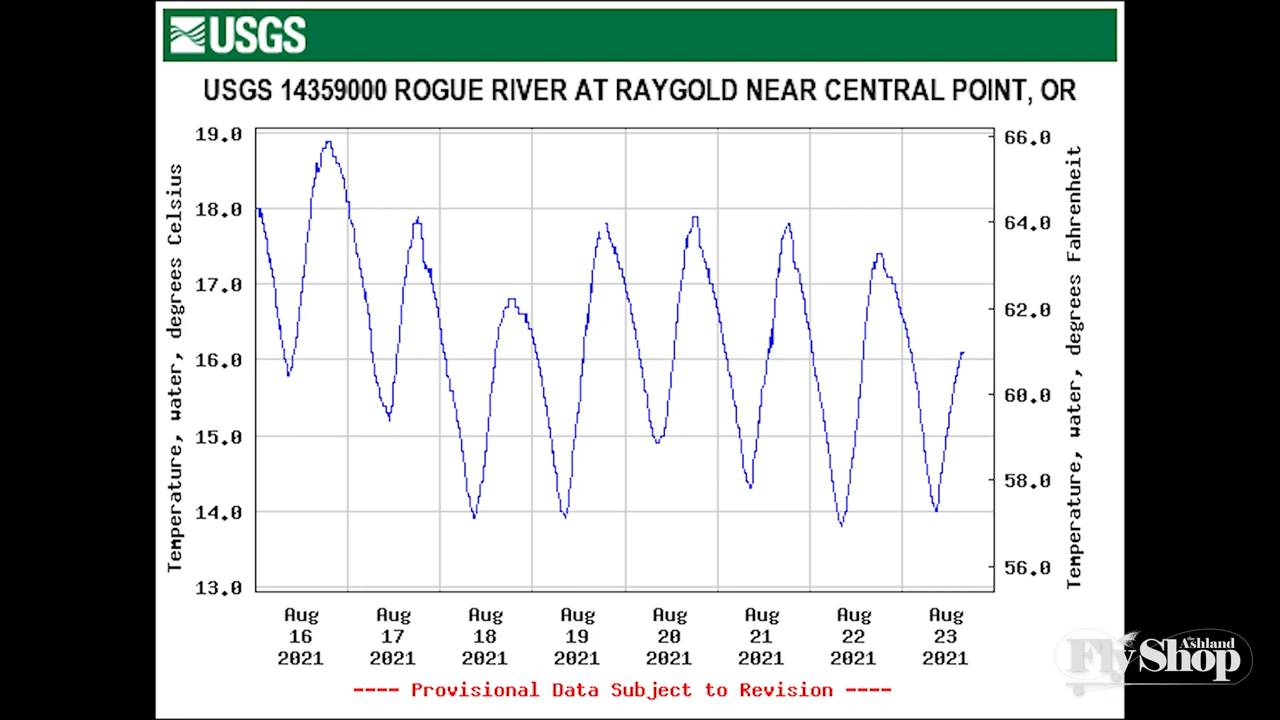 USGS
USGS 14359000 ROGUE RIVER AT RAYGOLD NEAR CENTRAL POINT, OR
Temperature, water, degrees Celsius
19.0
18.0
17.0
16.0
15.0
14.0
13.0
66.0
64.0
62.0
60.0
58.0
56.0
Temperature, water, degrees Fahrenheit
Aug Aug Aug Aug Aug Aug Aug Aug
16 17 18 19 20 21 22 23
2021 2021 2021 2021 2021 2021 2021 2021
---- Provisional Data Subject to Revision ----
The Ashland
Fly Shop